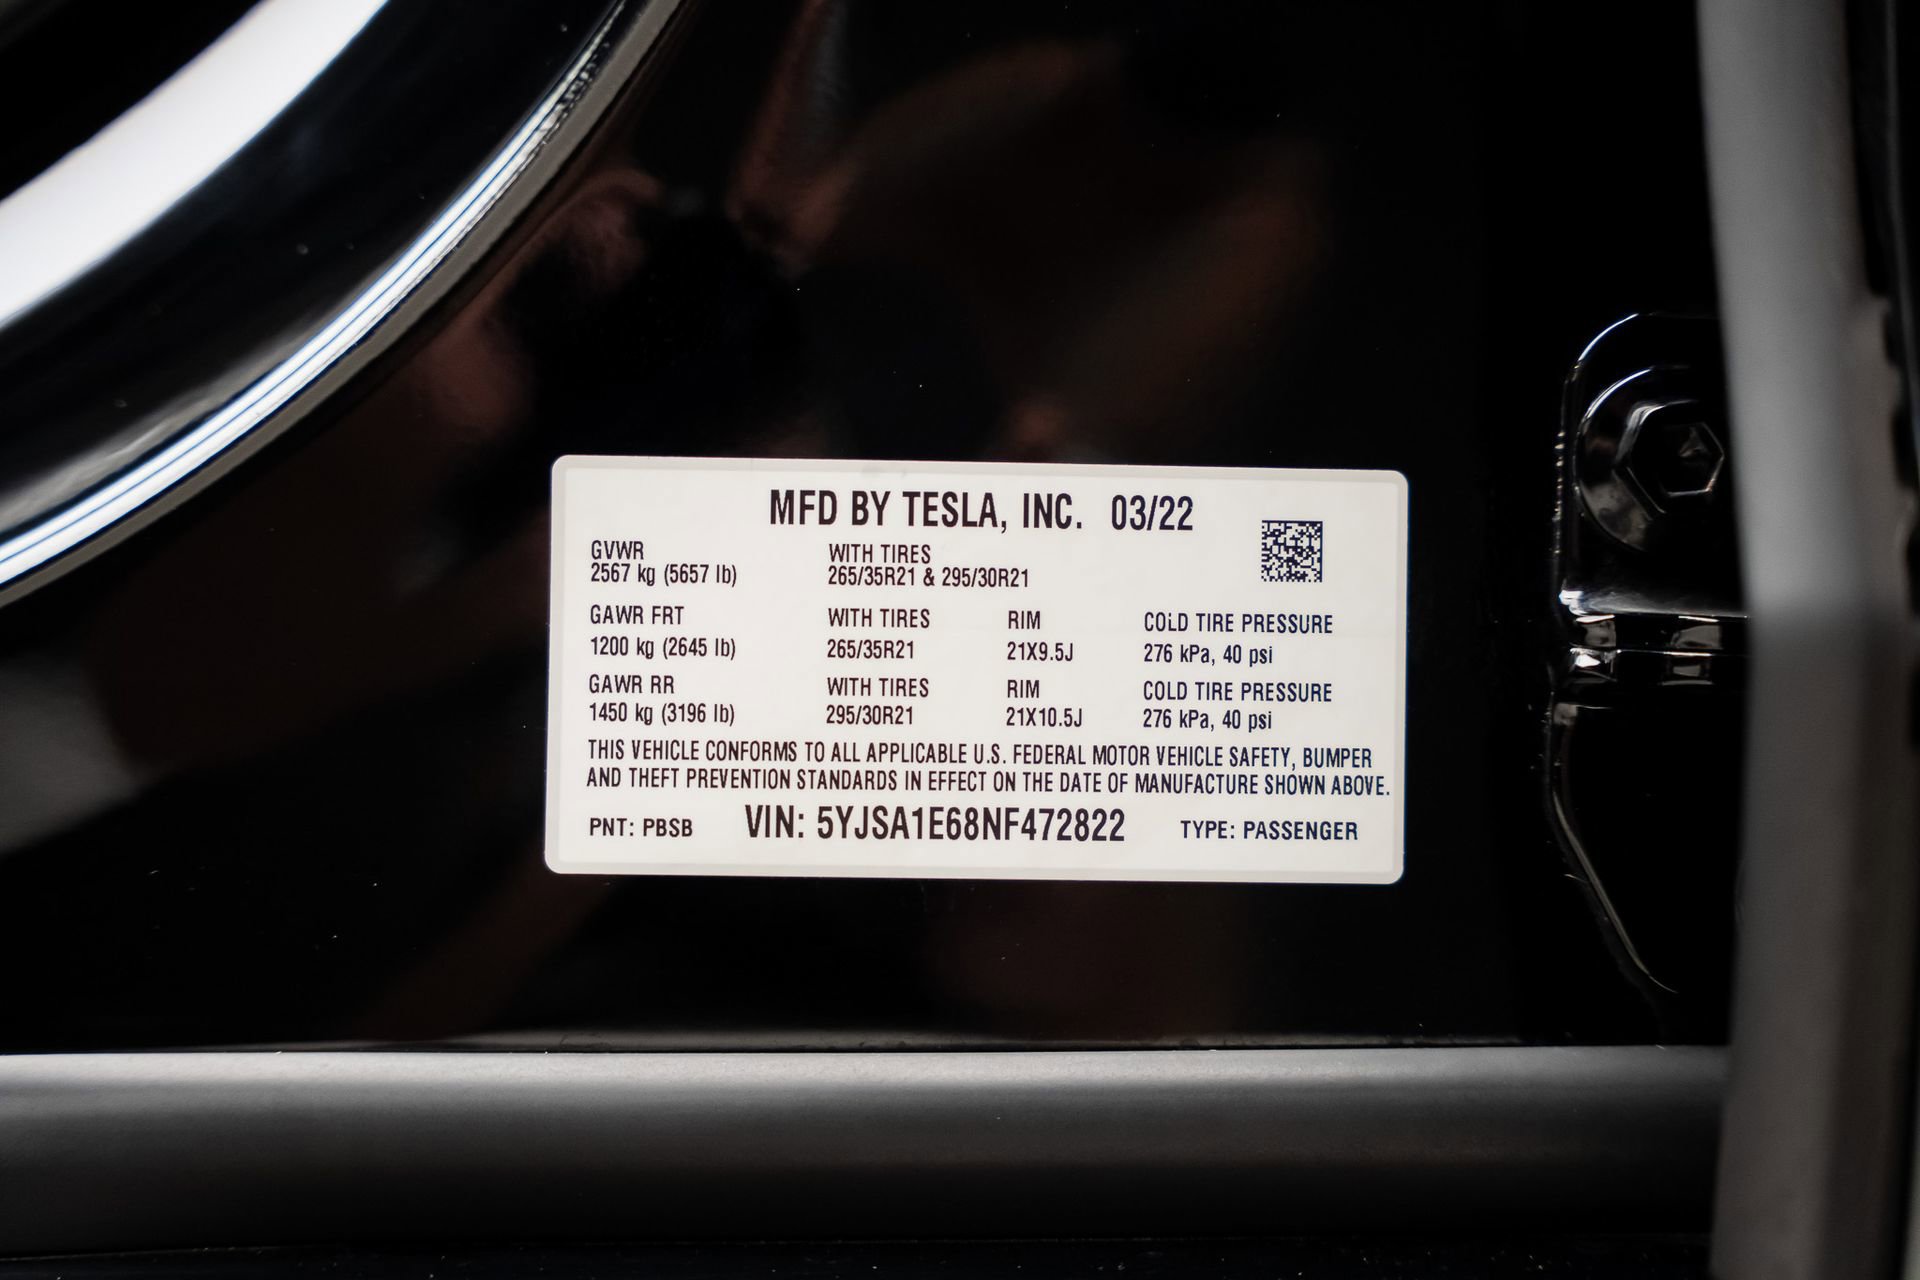 MFD BY TESLA, INC. 03/22
GVWR WITH TIRES
2567 kg (5657 lb) 265/35R21 & 295/30R21
GAWR FRT WITH TIRES RIM COLD TIRE PRESSURE
1200 kg (2645 lb) 265/35R21 21X9.5J 276 kPa, 40 psi
GAWR RR WITH TIRES RIM COLD TIRE PRESSURE
1450 kg (3196 lb) 295/30R21 21X10.5J 276 kPa, 40 psi
THIS VEHICLE CONFORMS TO ALL APPLICABLE U.S. FEDERAL MOTOR VEHICLE SAFETY, BUMPER
AND THEFT PREVENTION STANDARDS IN EFFECT ON THE DATE OF MANUFACTURE SHOWN ABOVE.
PNT: PBSB VIN: 5YJSA1E68NF472822 TYPE: PASSENGER